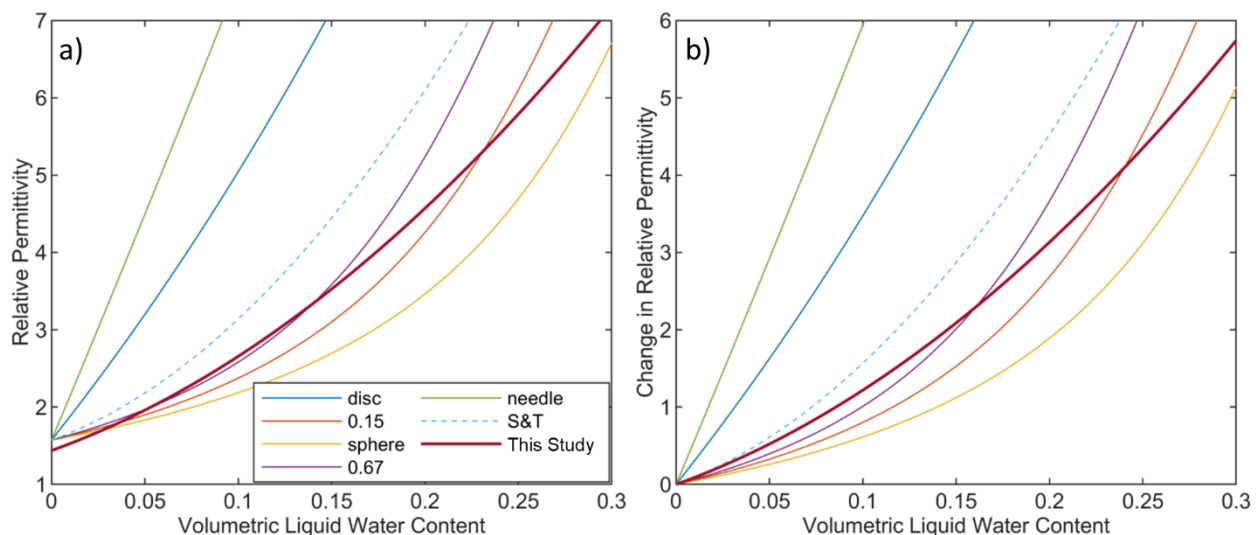 a)
7
6
5
4
3
2
1
Relative Permittivity
0
0.05
0.1
0.15
0.2
0.25
0.3
Volumetric Liquid Water Content
disc
0.15
sphere
0.67
needle
S&T
This Study
b)
6
5
4
3
2
1
0
Change in Relative Permittivity
0
0.05
0.1
0.15
0.2
0.25
0.3
Volumetric Liquid Water Content